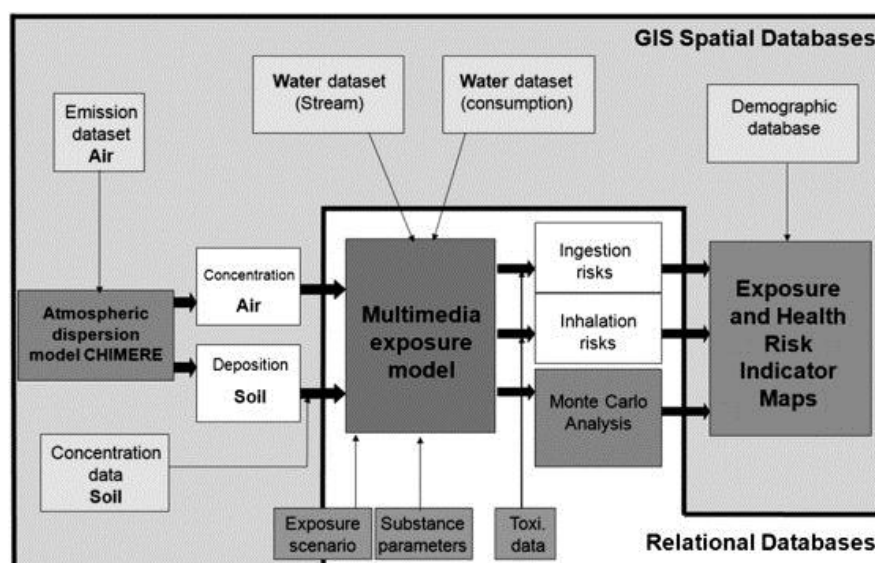 GIS Spatial Databases
Water dataset
(Stream)
Water dataset
(consumption)
Emission
dataset
Air
Demographic
database
Concentration
Air
Ingestion
risks
Atmospheric
dispersion
model CHIMERE
Multimedia
exposure
model
Inhalation
risks
Exposure
and Health
Risk
Indicator
Maps
Deposition
Soil
Monte Carlo
Analysis
Concentration
data
Soil
Exposure
scenario
Substance
parameters
Toxi.
data
Relational Databases